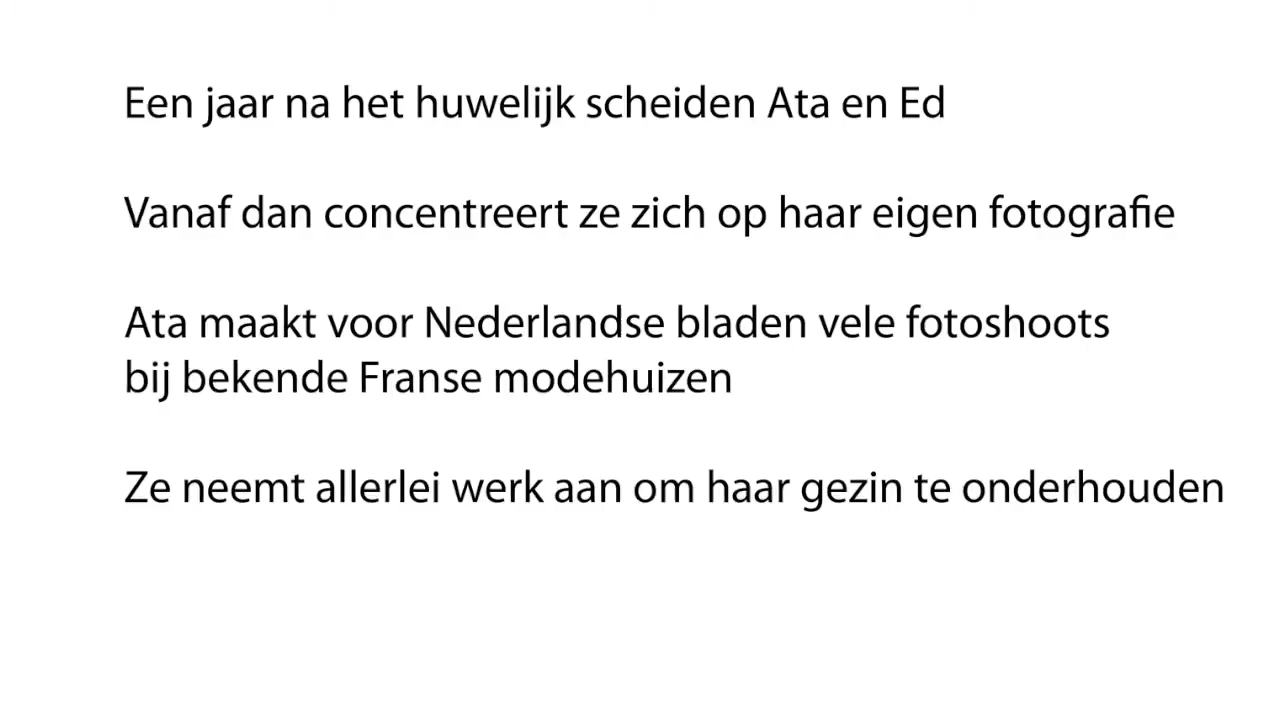 Een jaar na het huwelijk scheiden Ata en Ed
Vanaf dan concentreert ze zich op haar eigen fotografie
Ata maakt voor Nederlandse bladen vele fotoshoots
bij bekende Franse modehuizen
Ze neemt allerlei werk aan om haar gezin te onderhouden